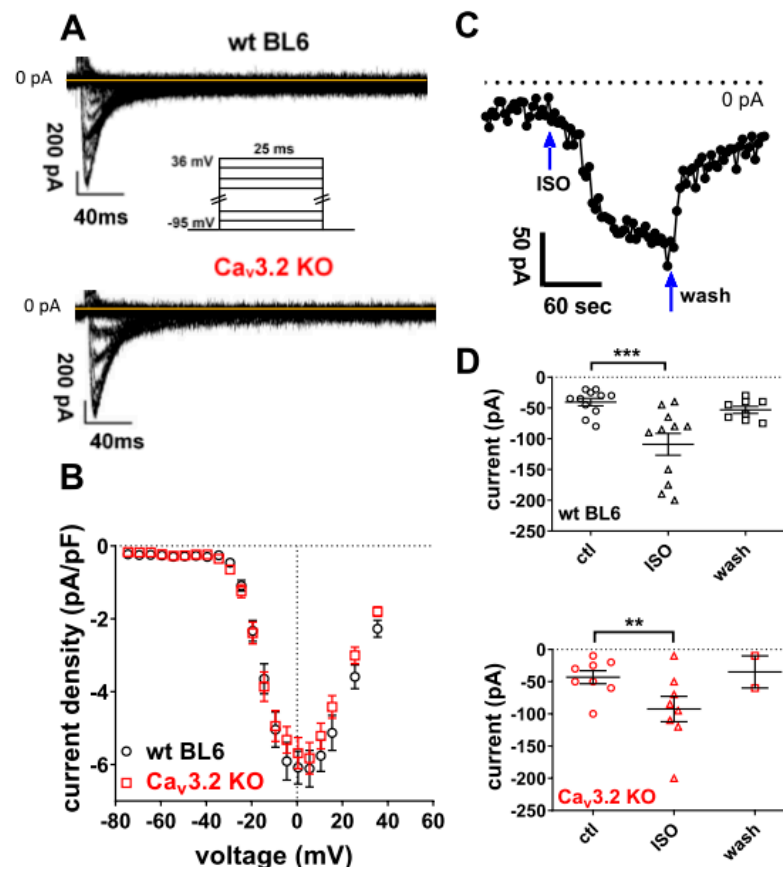 A
wt BL6
0 pA
200 pA
40ms
25 ms
36 mV
-95 mV
Cav3.2 KO
0 pA
200 pA
40ms
B
0
-2
-4
-6
current density (pA/pF)
wt BL6
Cav3.2 KO
-80 -60 -40 -20 0 20 40 60
voltage (mV)
C
0 pA
ISO
50 pA
60 sec
wash
D
***
0
-50
-100
-150
-200
-250
current (pA)
wt BL6
ctl
ISO
wash
**
0
-50
-100
-150
-200
-250
current (pA)
Cav3.2 KO
ctl
ISO
wash